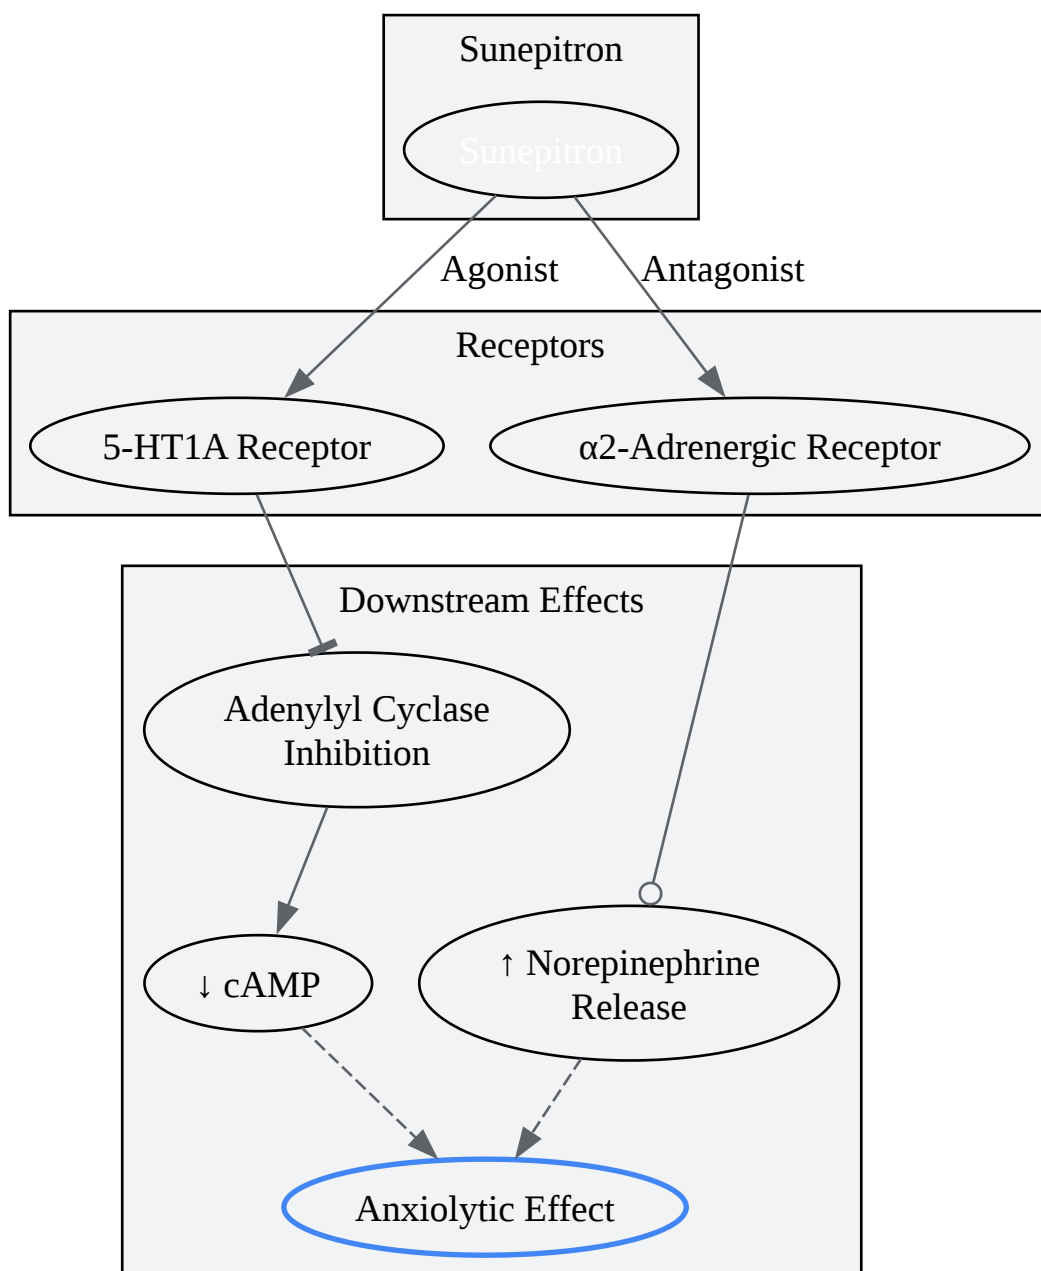 Sunepitron
Sunepitron
Agonist
Antagonist
Receptors
5-HT1A Receptor
α2-Adrenergic Receptor
Downstream Effects
Adenylyl Cyclase
Inhibition
↓ cAMP
↑ Norepinephrine
Release
Anxiolytic Effect